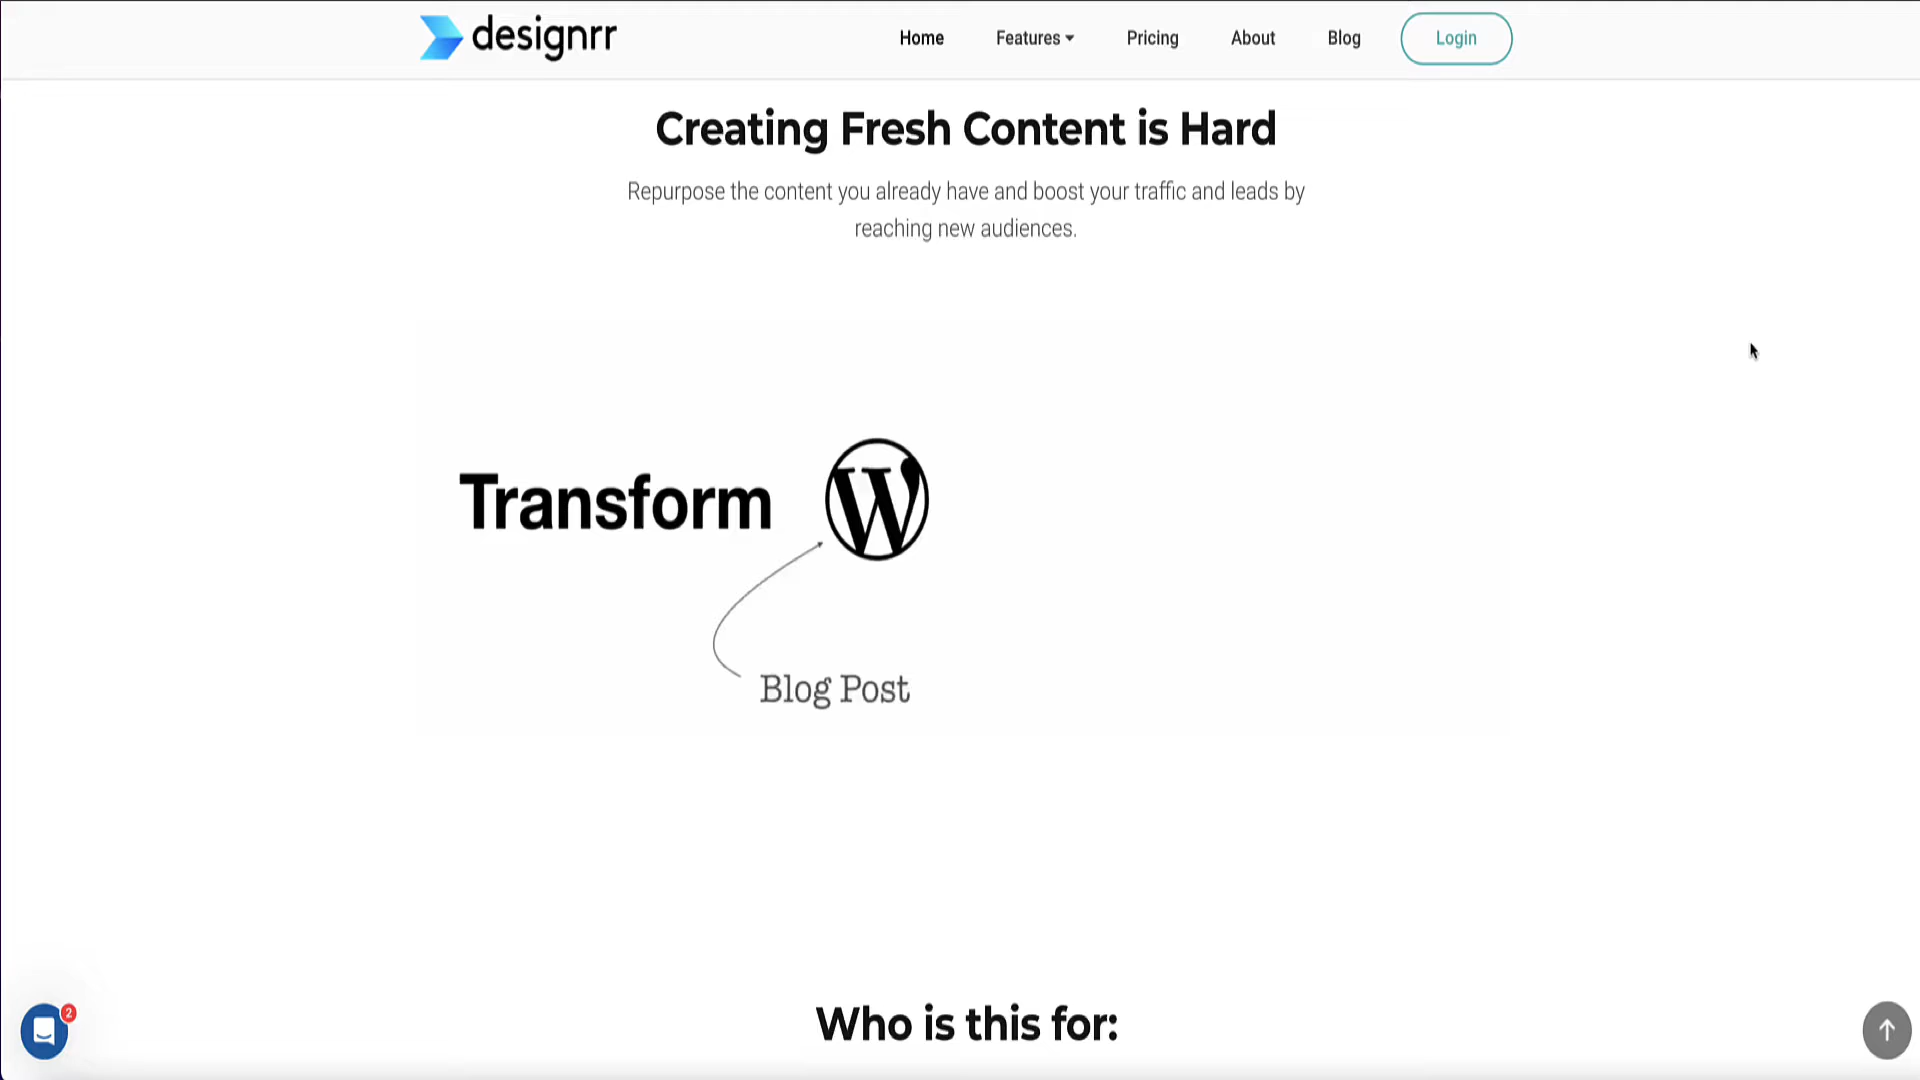 designrr
Home
Features
Pricing
About
Blog
Login
Creating Fresh Content is Hard
Repurpose the content you already have and boost your traffic and leads by
reaching new audiences.
Transform
Blog Post
Who is this for:
2